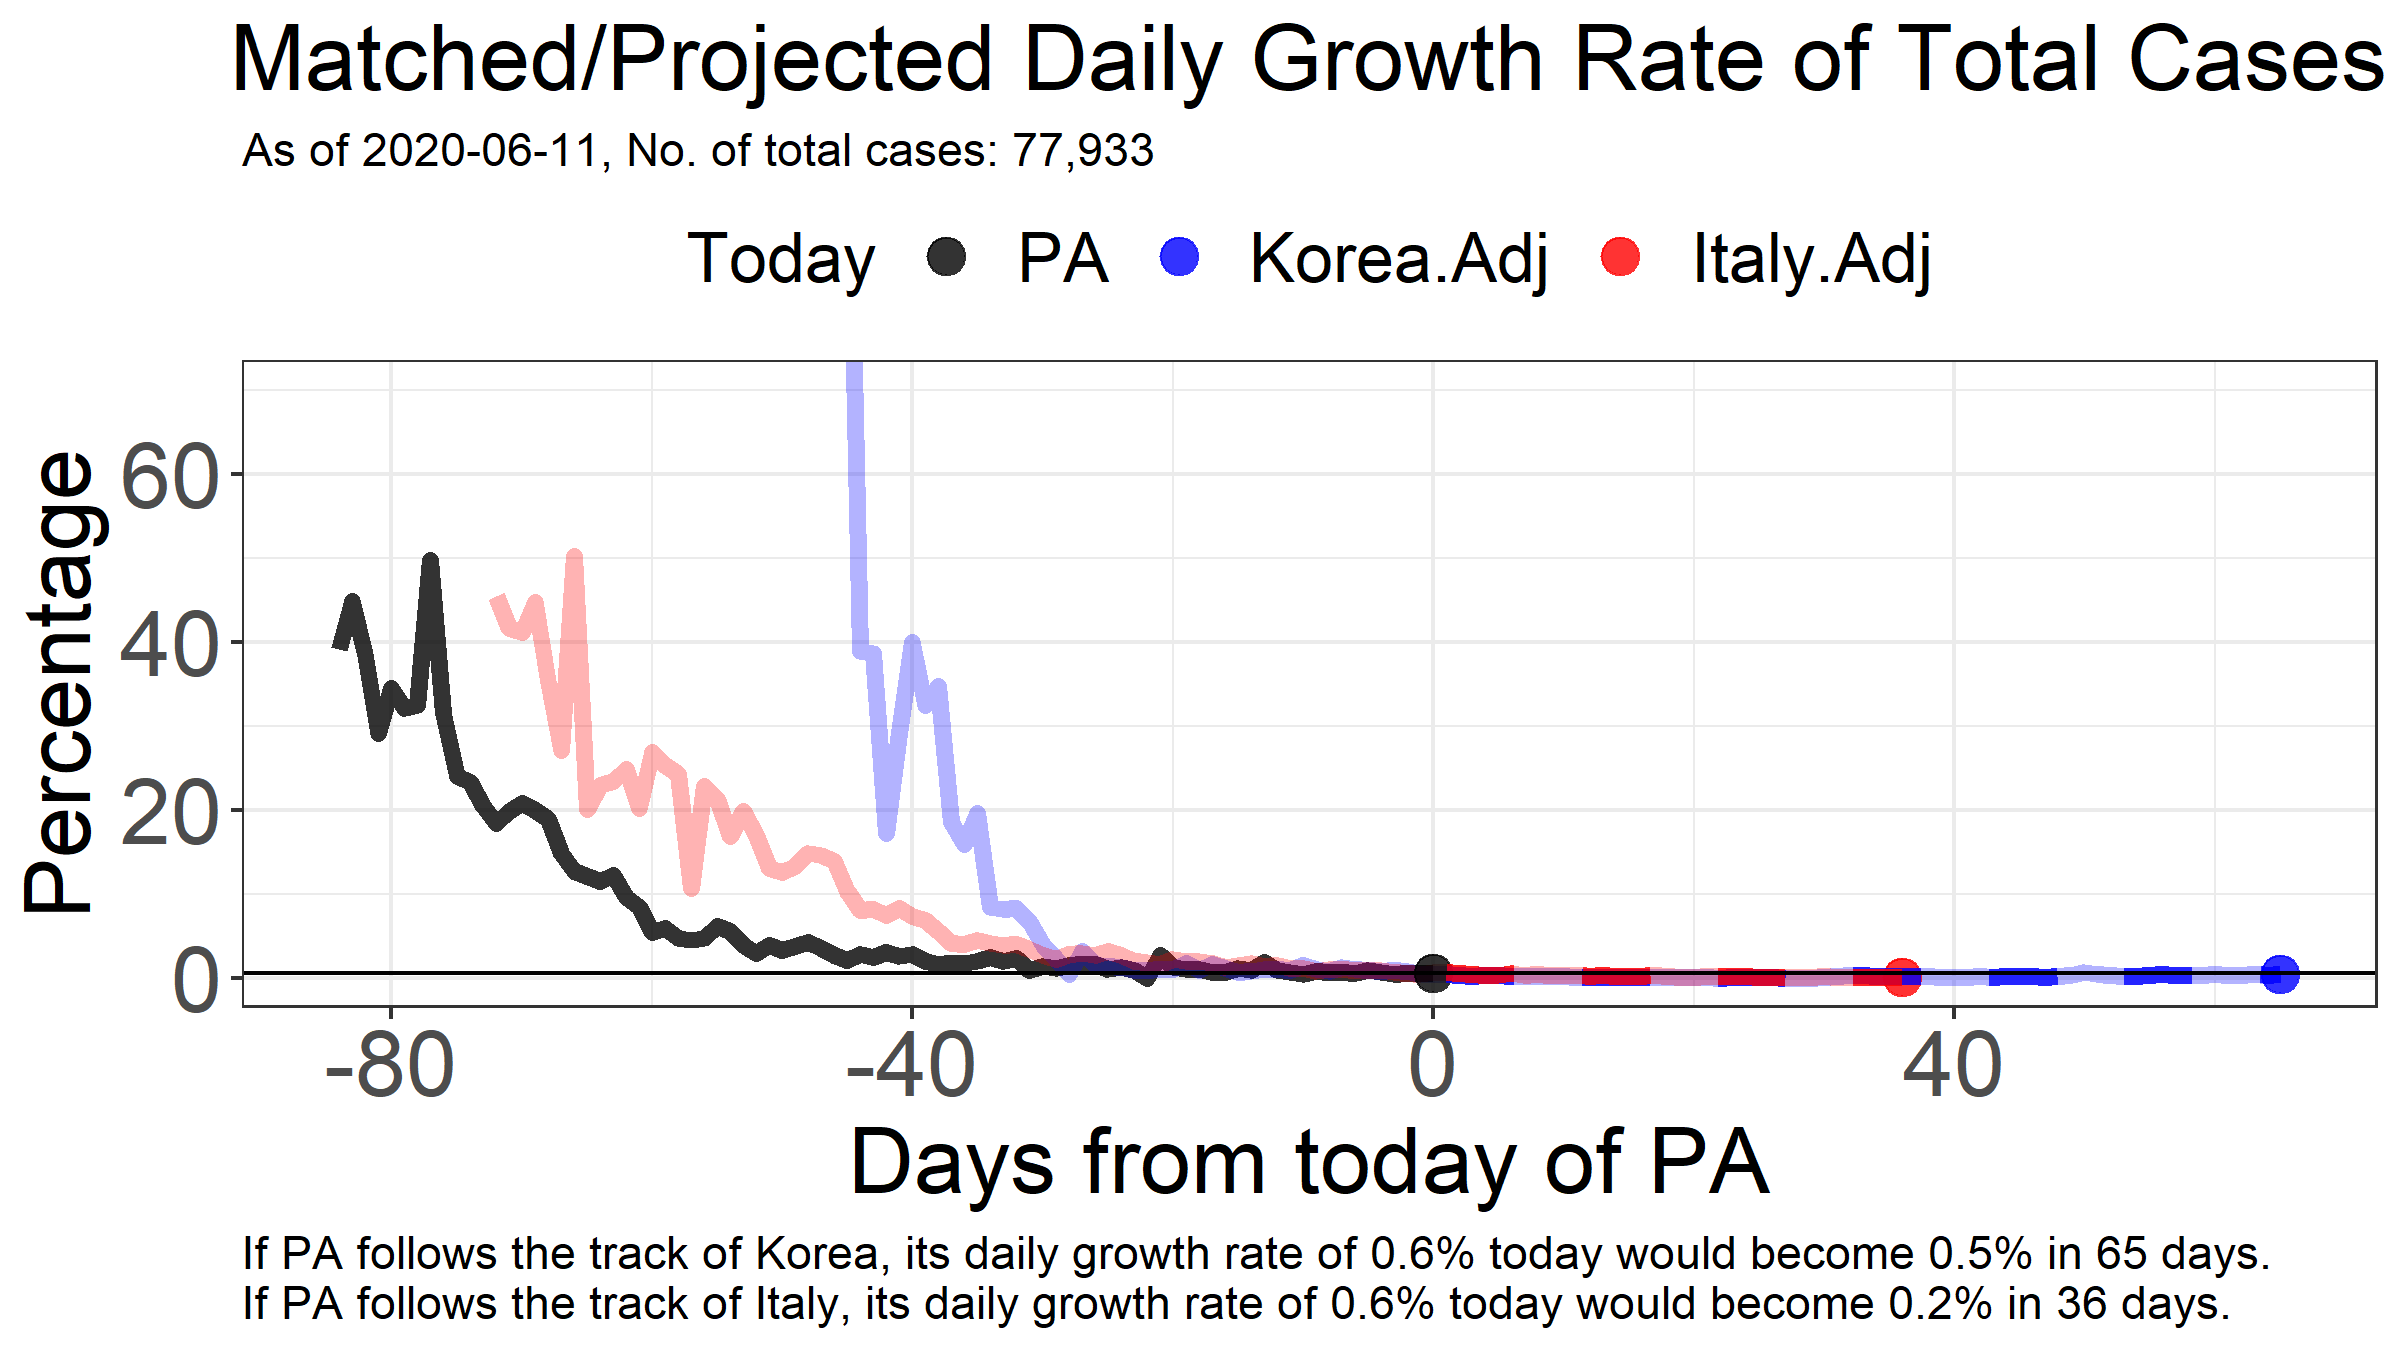 Matched/Projected Daily Growth Rate of Total Cases
As of 2020-06-11, No. of total cases: 77,933
Today PA Korea.Adj Italy.Adj
Percentage
60
40
20
0
-80 -40 0 40
Days from today of PA
If PA follows the track of Korea, its daily growth rate of 0.6% today would become 0.5% in 65 days.
If PA follows the track of Italy, its daily growth rate of 0.6% today would become 0.2% in 36 days.